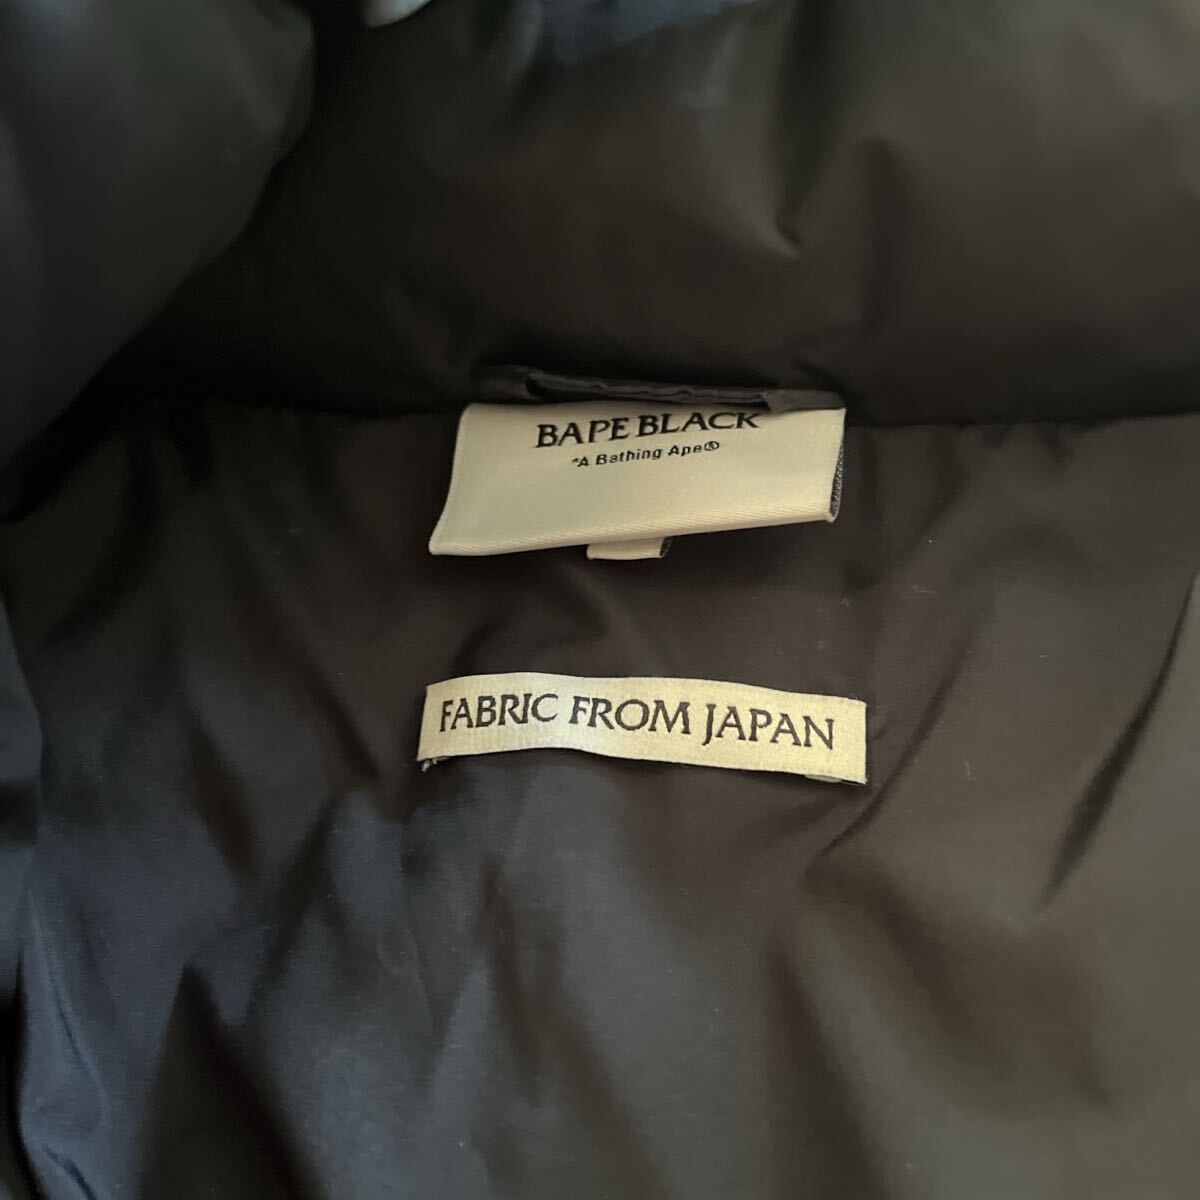 BAPE BLACK
*A Bathing Ape®
FABRIC FROM JAPAN